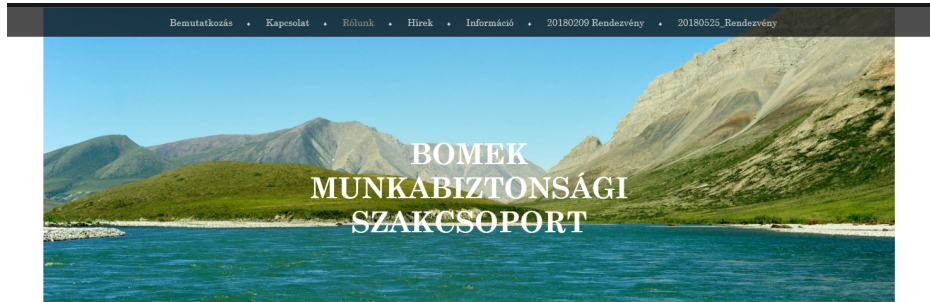 Bemutatkozás • Kapcsolat • Rólunk • Hírek • Információ • 20180209 Rendezvény • 20180525_Rendezvény
BOMEK
MUNKABIZTONSÁGI
SZAKCSOPORT